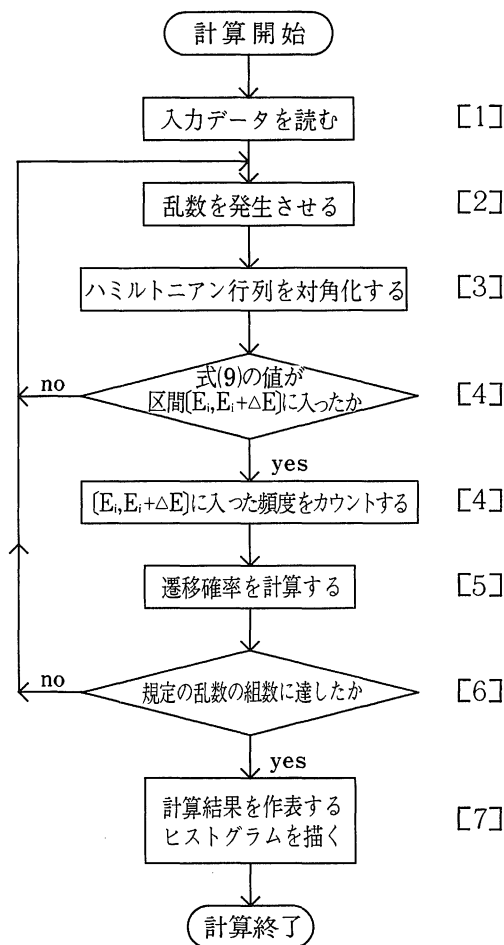 計算開始
入力データを読む [1]
乱数を発生させる [2]
ハミルトニアン行列を対角化する [3]
式(9)の値が
区間[Ei,Ei+△E]に入ったか [4]
no
yes
[Ei,Ei+△E]に入った頻度をカウントする [4]
遷移確率を計算する [5]
規定の乱数の組数に達したか [6]
no
yes
計算結果を作表する
ヒストグラムを描く [7]
計算終了